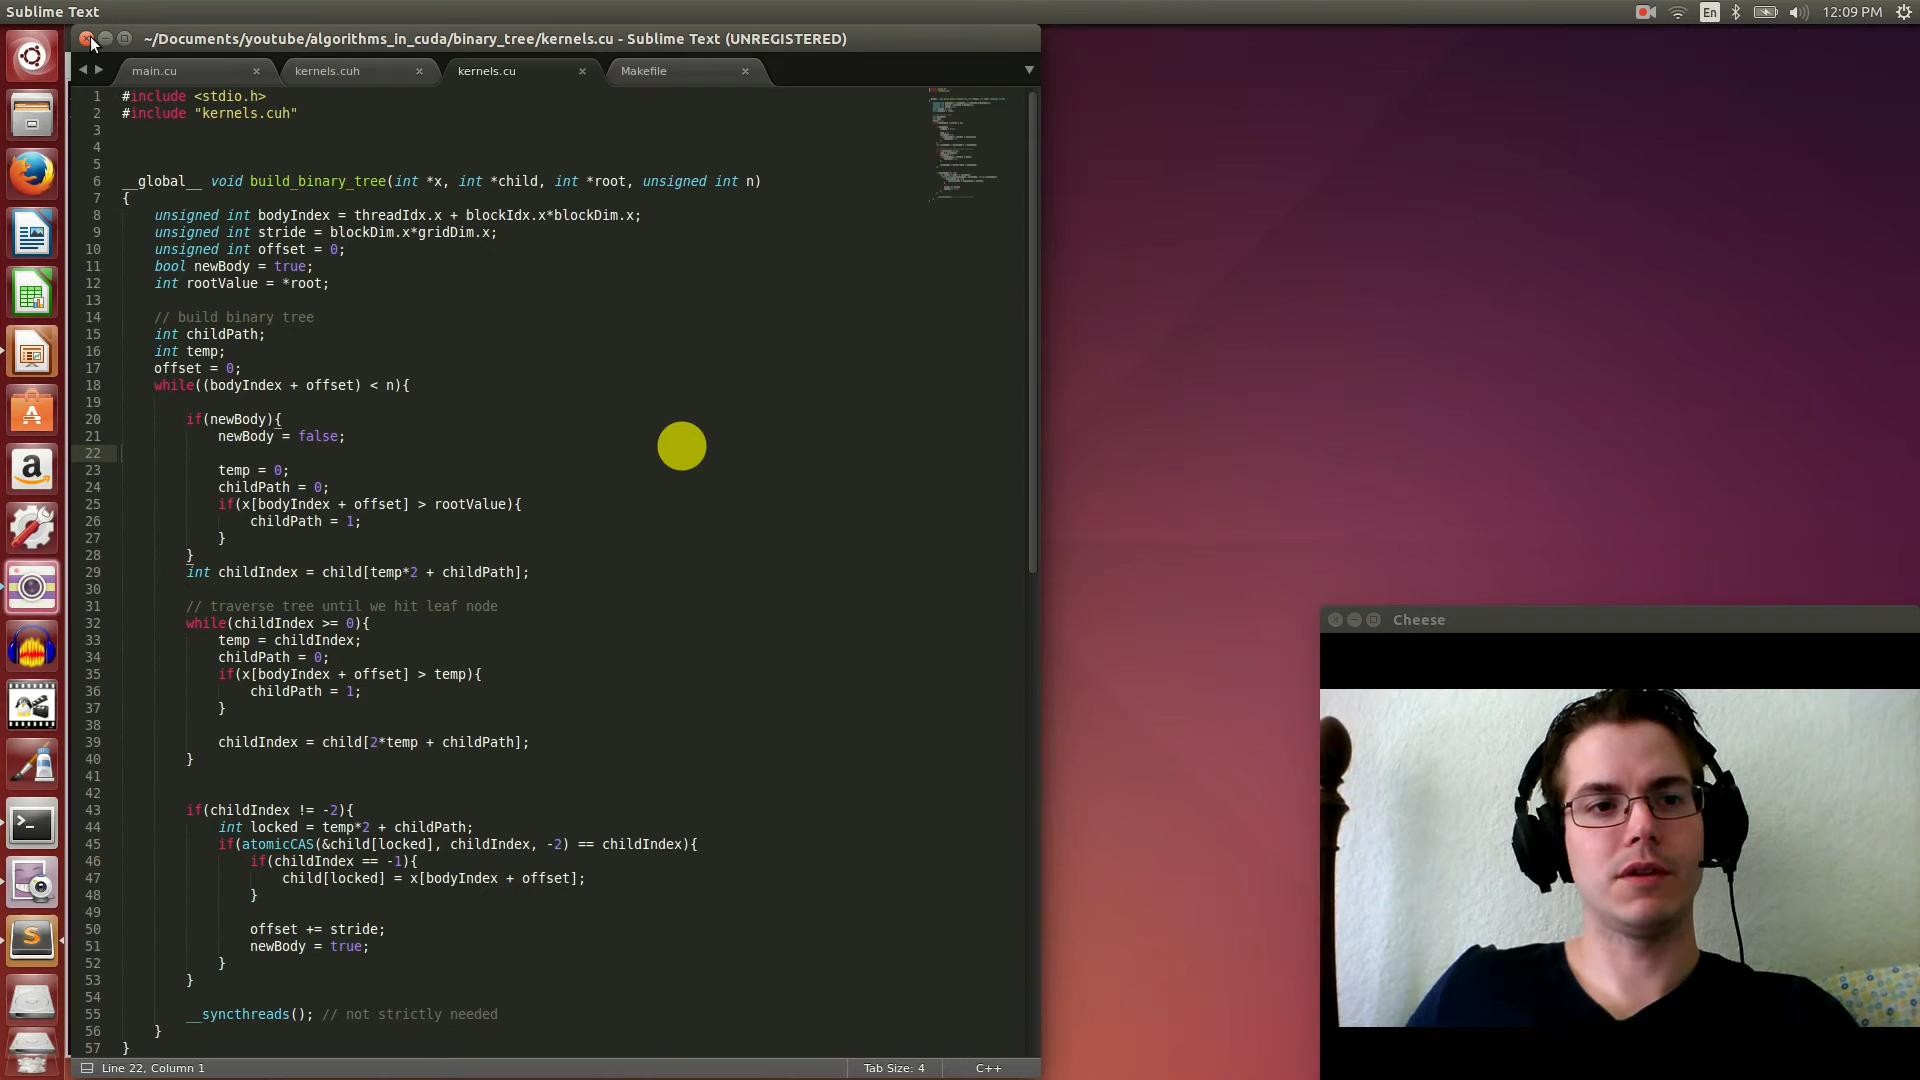 Sublime Text
En
12:09 PM
~/Documents/youtube/algorithms_in_cuda/binary_tree/kernels.cu - Sublime Text (UNREGISTERED)
main.cu
kernels.cuh
kernels.cu
Makefile
1 #include <stdio.h>
2 #include "kernels.cuh"
3
4
5
6 __global__ void build_binary_tree(int *x, int *child, int *root, unsigned int n)
7 {
8 unsigned int bodyIndex = threadIdx.x + blockIdx.x*blockDim.x;
9 unsigned int stride = blockDim.x*gridDim.x;
10 unsigned int offset = 0;
11 bool newBody = true;
12 int rootValue = *root;
13
14 // build binary tree
15 int childPath;
16 int temp;
17 offset = 0;
18 while((bodyIndex + offset) < n){
19
20 if(newBody){
21 newBody = false;
22
23 temp = 0;
24 childPath = 0;
25 if(x[bodyIndex + offset] > rootValue){
26 childPath = 1;
27 }
28 }
29 int childIndex = child[temp*2 + childPath];
30
31 // traverse tree until we hit leaf node
32 while(childIndex >= 0){
33 temp = childIndex;
34 childPath = 0;
35 if(x[bodyIndex + offset] > temp){
36 childPath = 1;
37 }
38
39 childIndex = child[2*temp + childPath];
40 }
41
42
43 if(childIndex != -2){
44 int locked = temp*2 + childPath;
45 if(atomicCAS(&child[locked], childIndex, -2) == childIndex){
46 if(childIndex == -1){
47 child[locked] = x[bodyIndex + offset];
48 }
49
50 offset += stride;
51 newBody = true;
52 }
53 }
54
55 __syncthreads(); // not strictly needed
56 }
57 }
Line 22, Column 1
Tab Size: 4
C++
Cheese